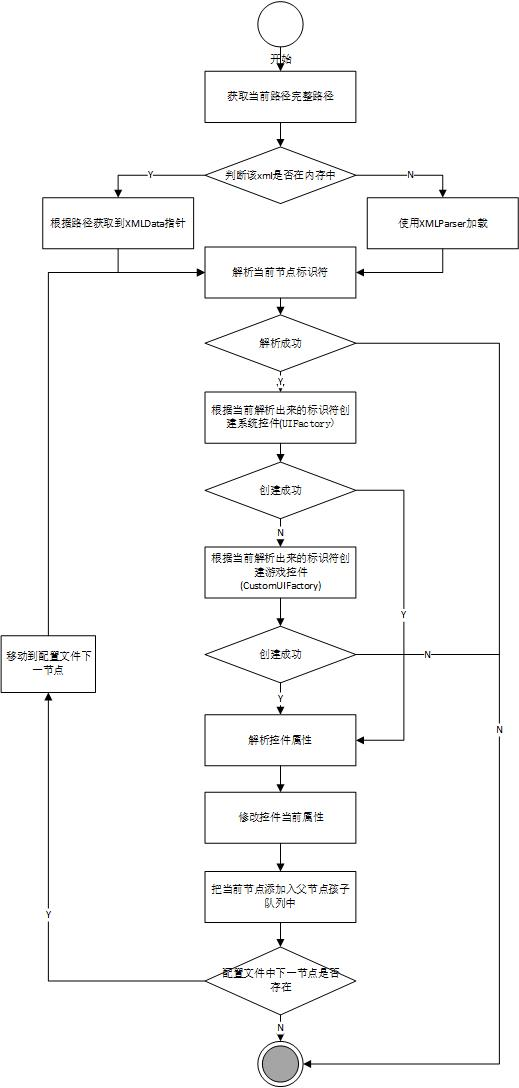 开始
获取当前路径完整路径
判断该xml是否在内存中
Y
N
根据路径获取到XMLData指针
使用XMLParser加载
解析当前节点标识符
解析成功
Y
根据当前解析出来的标识符创
建系统控件(UIFactory)
创建成功
N
根据当前解析出来的标识符创
建游戏控件
(CustomUIFactory)
Y
移动到配置文件下
一节点
创建成功
N
Y
N
解析控件属性
修改控件当前属性
把当前节点添加入父节点孩子
队列中
Y
配置文件中下一节点是否
存在
N